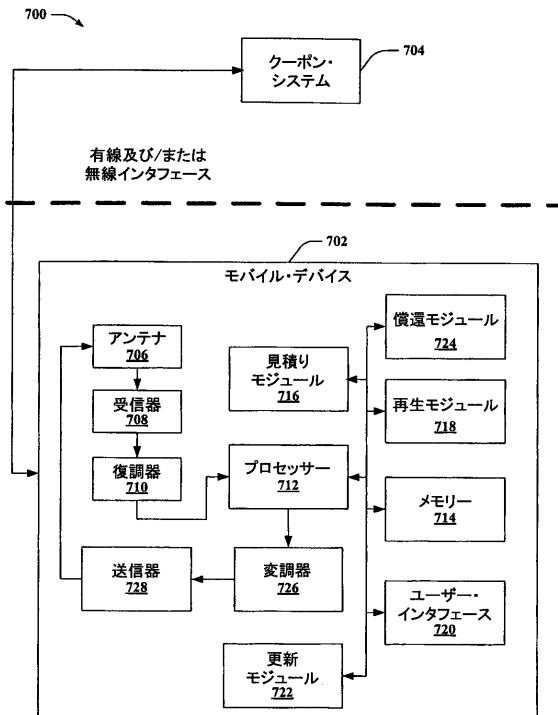 700
クーポン・
システム
704
有線及び/または
無線インタフェース
702
モバイル・デバイス
アンテナ
706
受信器
708
復調器
710
見積り
モジュール
716
プロセッサー
712
送信器
728
変調器
726
更新
モジュール
722
償還モジュール
724
再生モジュール
718
メモリー
714
ユーザー・
インタフェース
720